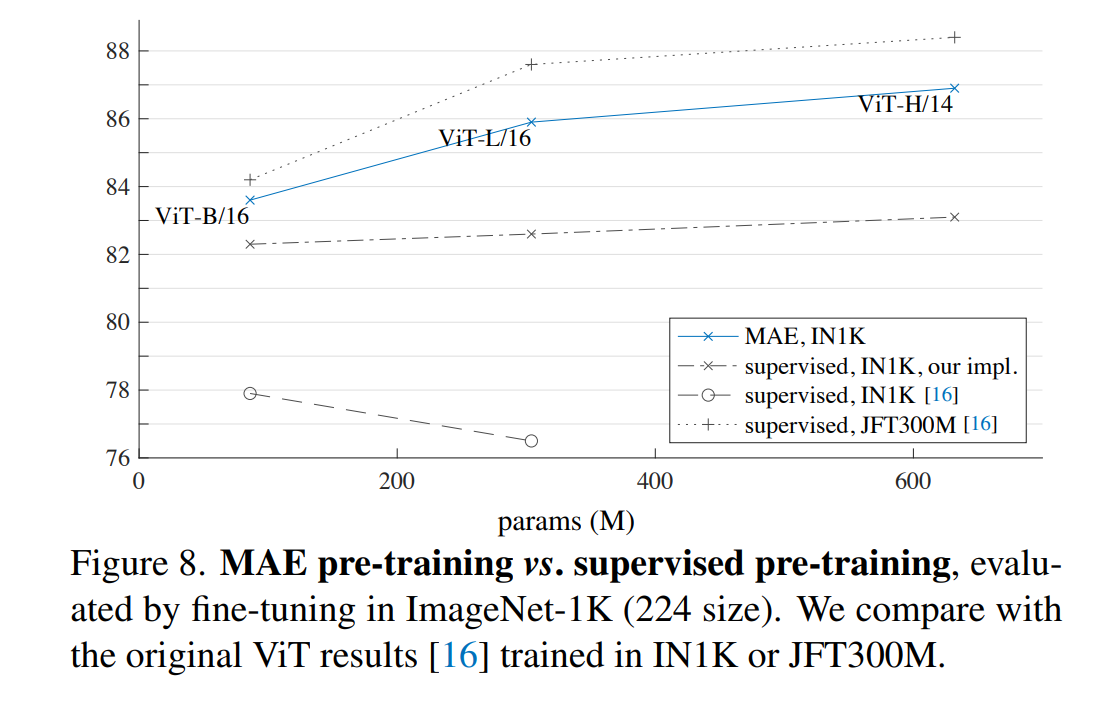 88
86
84
82
80
78
76
0
200
400
600
params (M)
ViT-B/16
ViT-L/16
ViT-H/14
MAE, IN1K
supervised, IN1K, our impl.
supervised, IN1K [16]
supervised, JFT300M [16]
Figure 8. MAE pre-training vs. supervised pre-training, evalu-
ated by fine-tuning in ImageNet-1K (224 size). We compare with
the original ViT results [16] trained in IN1K or JFT300M.